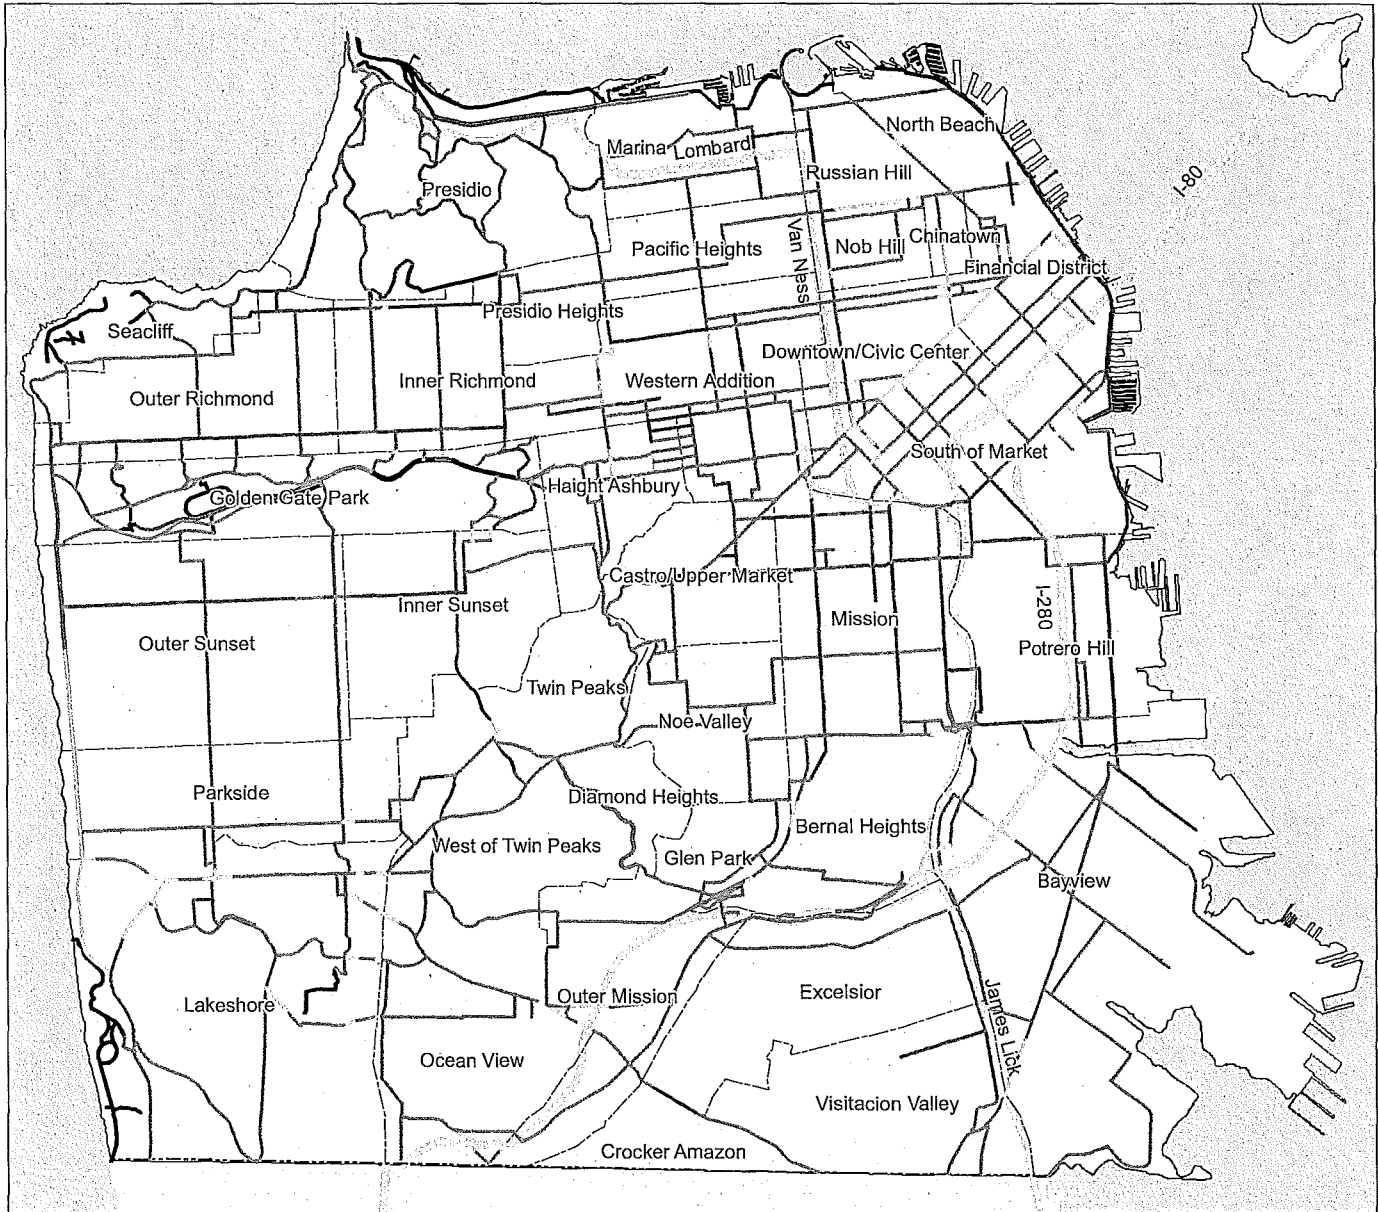 North Beach
Marina
Lombard
Russian Hill
I-80
Presidio
Pacific Heights
Van Ness
Nob Hill
Chinatown
Financial District
Presidio Heights
Seacliff
Downtown/Civic Center
Outer Richmond
Inner Richmond
Western Addition
South of Market
Golden Gate Park
Haight Ashbury
Castro/Upper Market
Inner Sunset
I-280
Mission
Outer Sunset
Potrero Hill
Twin Peaks
Noe Valley
Parkside
Diamond Heights
Bernal Heights
West of Twin Peaks
Glen Park
Bayview
Lakeshore
Outer Mission
Excelsior
James Lick
Ocean View
Visitacion Valley
Crocker Amazon